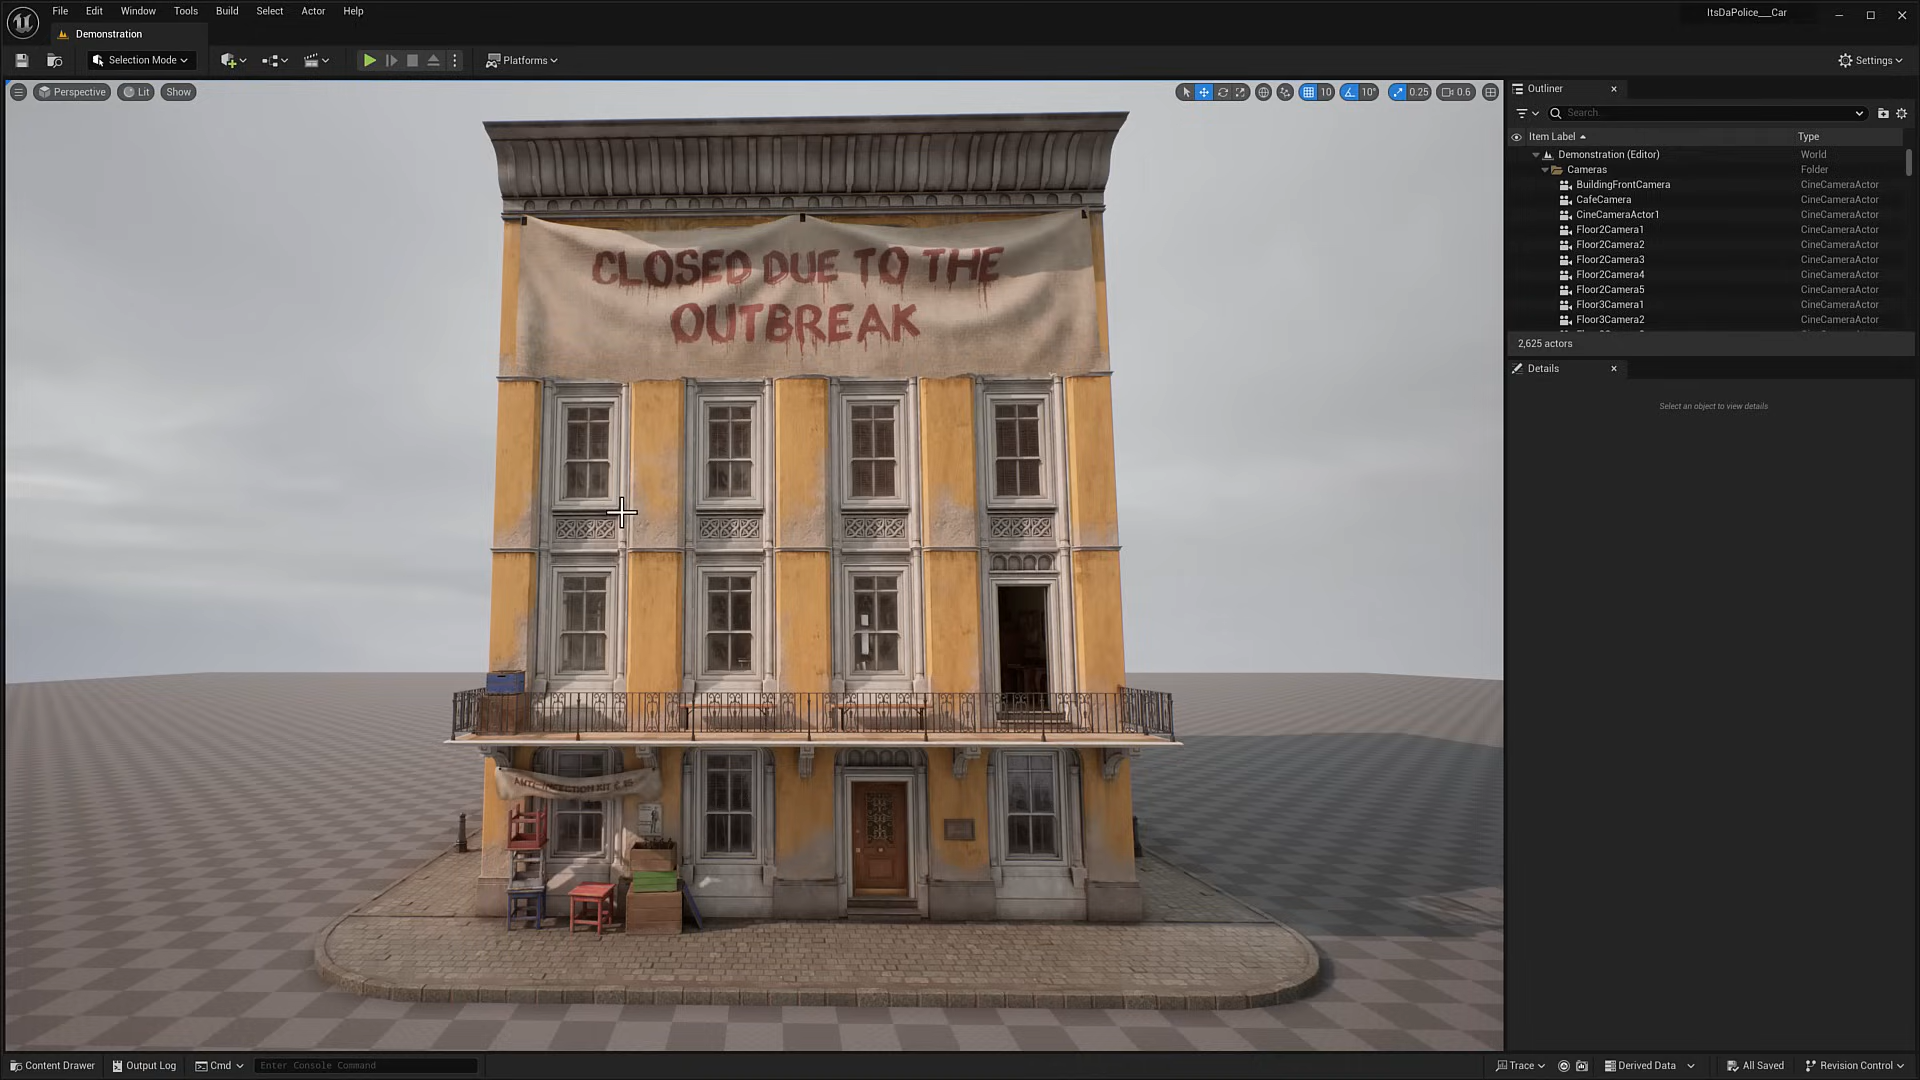 File Edit Window Tools Build Select Actor Help
ItsDaPolice___Car
Demonstration
Selection Mode
Platforms
Settings
Perspective Lit Show
10 10° 0.25 0.6
Outliner
Search...
Item Label Type
Demonstration (Editor) World
Cameras Folder
BuildingFrontCamera CineCameraActor
CafeCamera CineCameraActor
CineCameraActor1 CineCameraActor
Floor2Camera1 CineCameraActor
Floor2Camera2 CineCameraActor
Floor2Camera3 CineCameraActor
Floor2Camera4 CineCameraActor
Floor2Camera5 CineCameraActor
Floor3Camera1 CineCameraActor
Floor3Camera2 CineCameraActor
2,625 actors
Details
Select an object to view details
CLOSED DUE TO THE
OUTBREAK
Content Drawer Output Log Cmd Enter Console Command
Trace Derived Data All Saved Revision Control